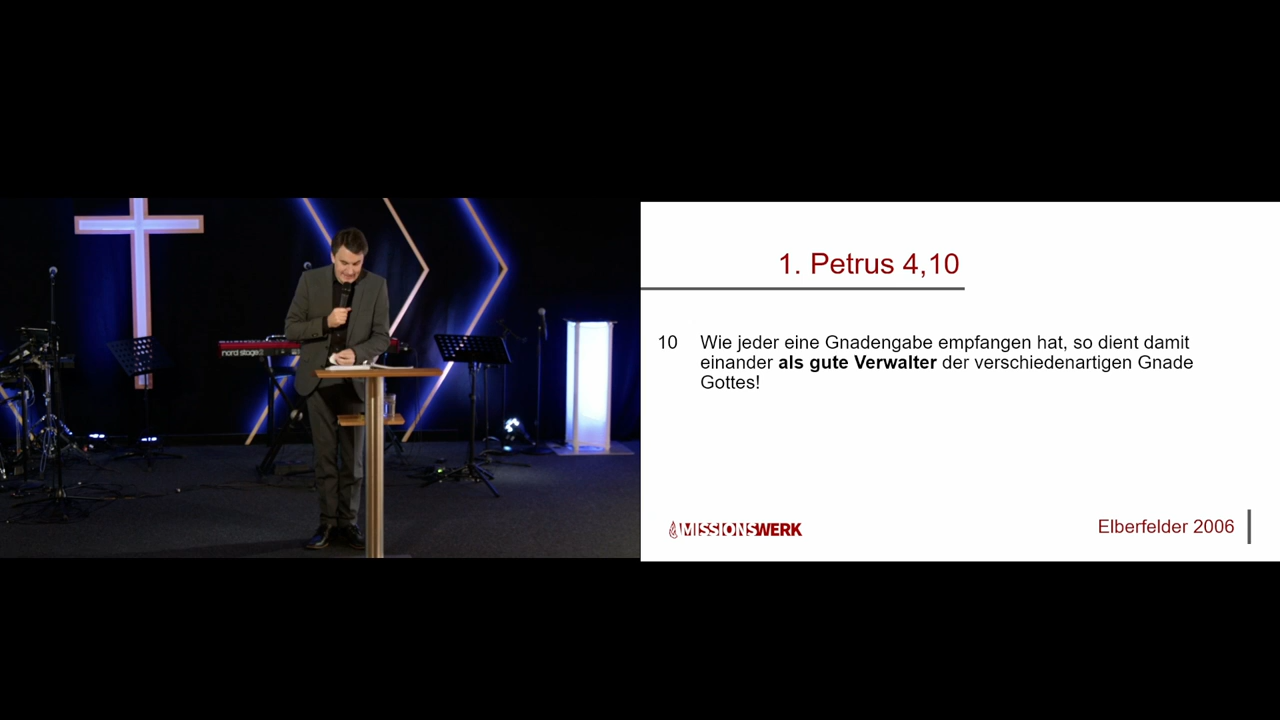 nord stage 3
1. Petrus 4,10
10 Wie jeder eine Gnadengabe empfangen hat, so dient damit
einander als gute Verwalter der verschiedenartigen Gnade
Gottes!
MISSIONSWERK
Elberfelder 2006